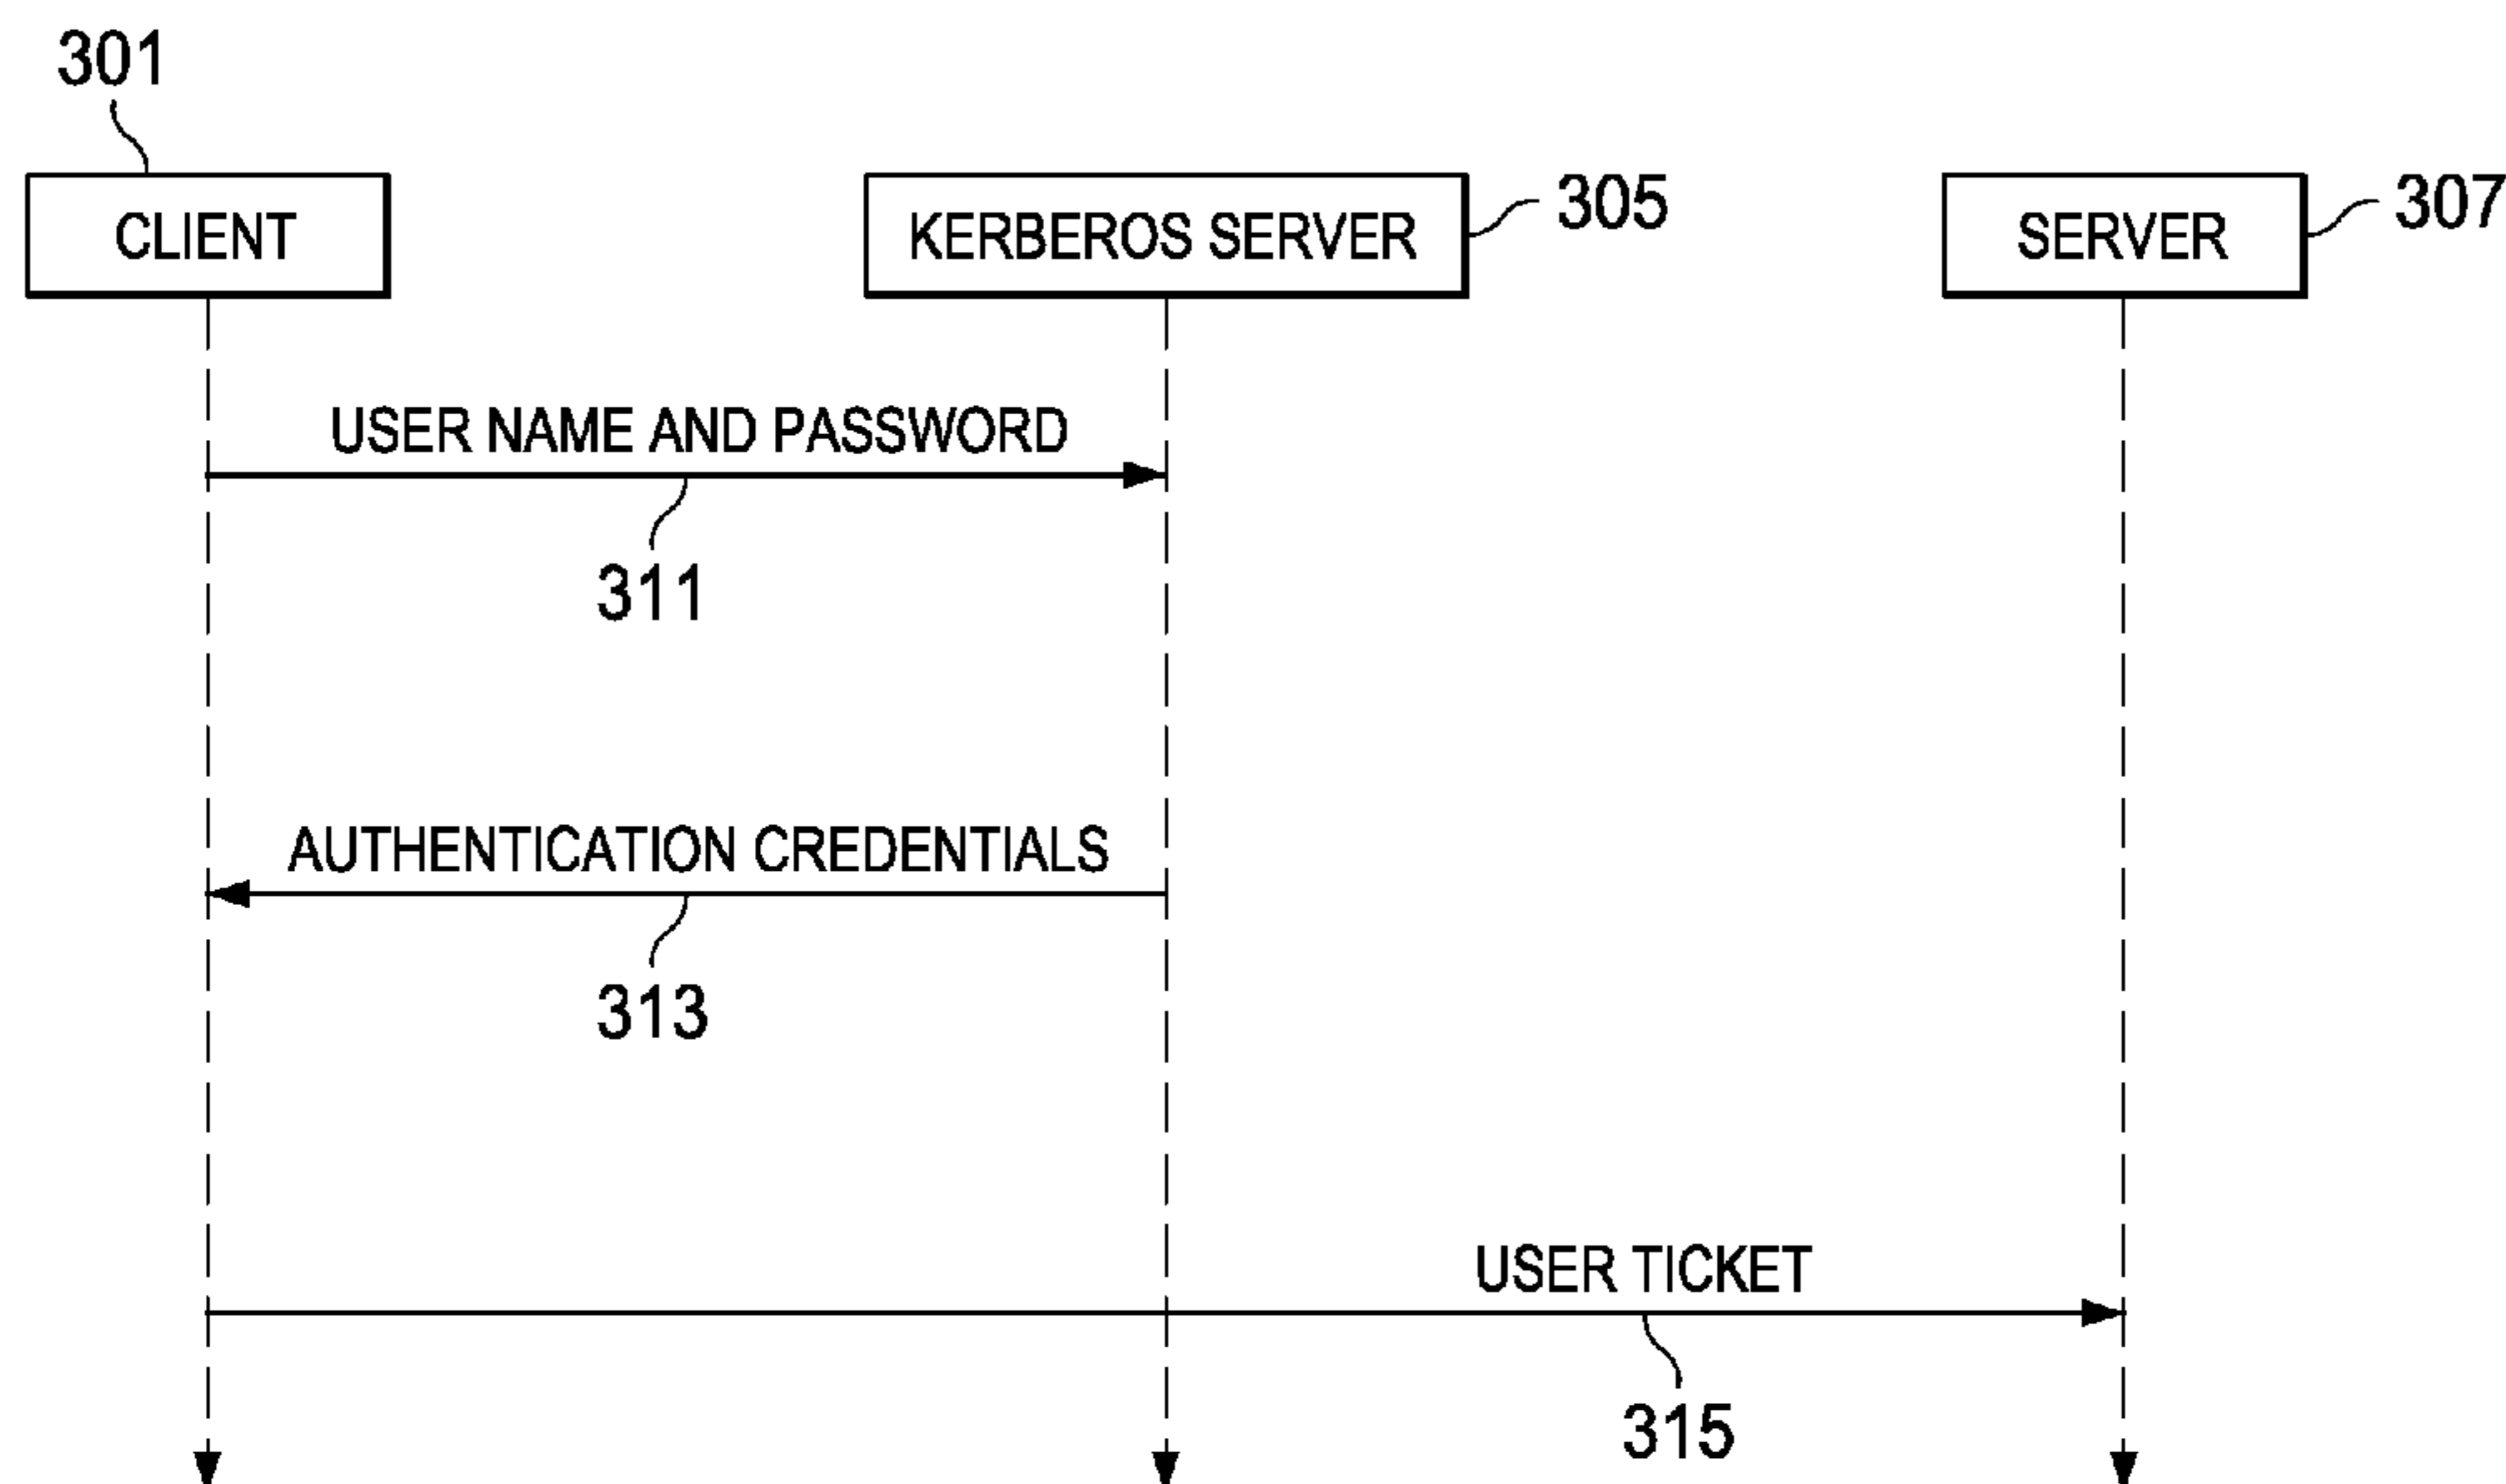 301
CLIENT
KERBEROS SERVER
305
SERVER
307
USER NAME AND PASSWORD
311
AUTHENTICATION CREDENTIALS
313
USER TICKET
315